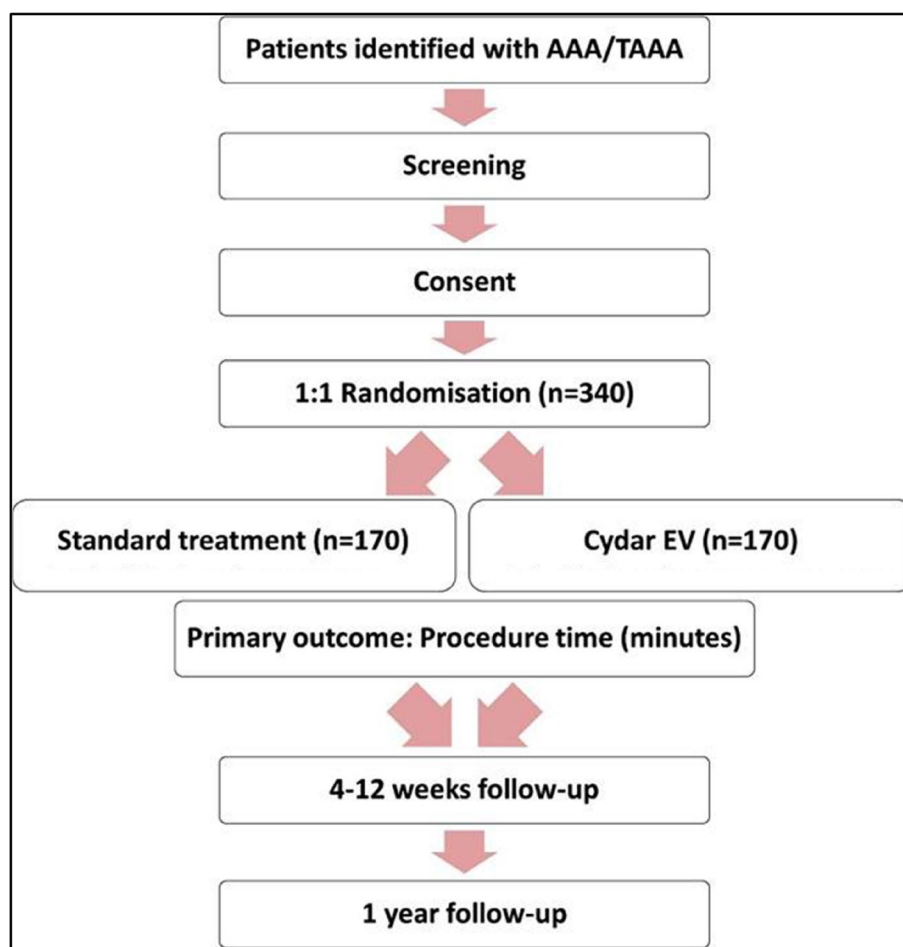 Patients identified with AAA/TAAA
Screening
Consent
1:1 Randomisation (n=340)
Standard treatment (n=170)
Cydar EV (n=170)
Primary outcome: Procedure time (minutes)
4-12 weeks follow-up
1 year follow-up